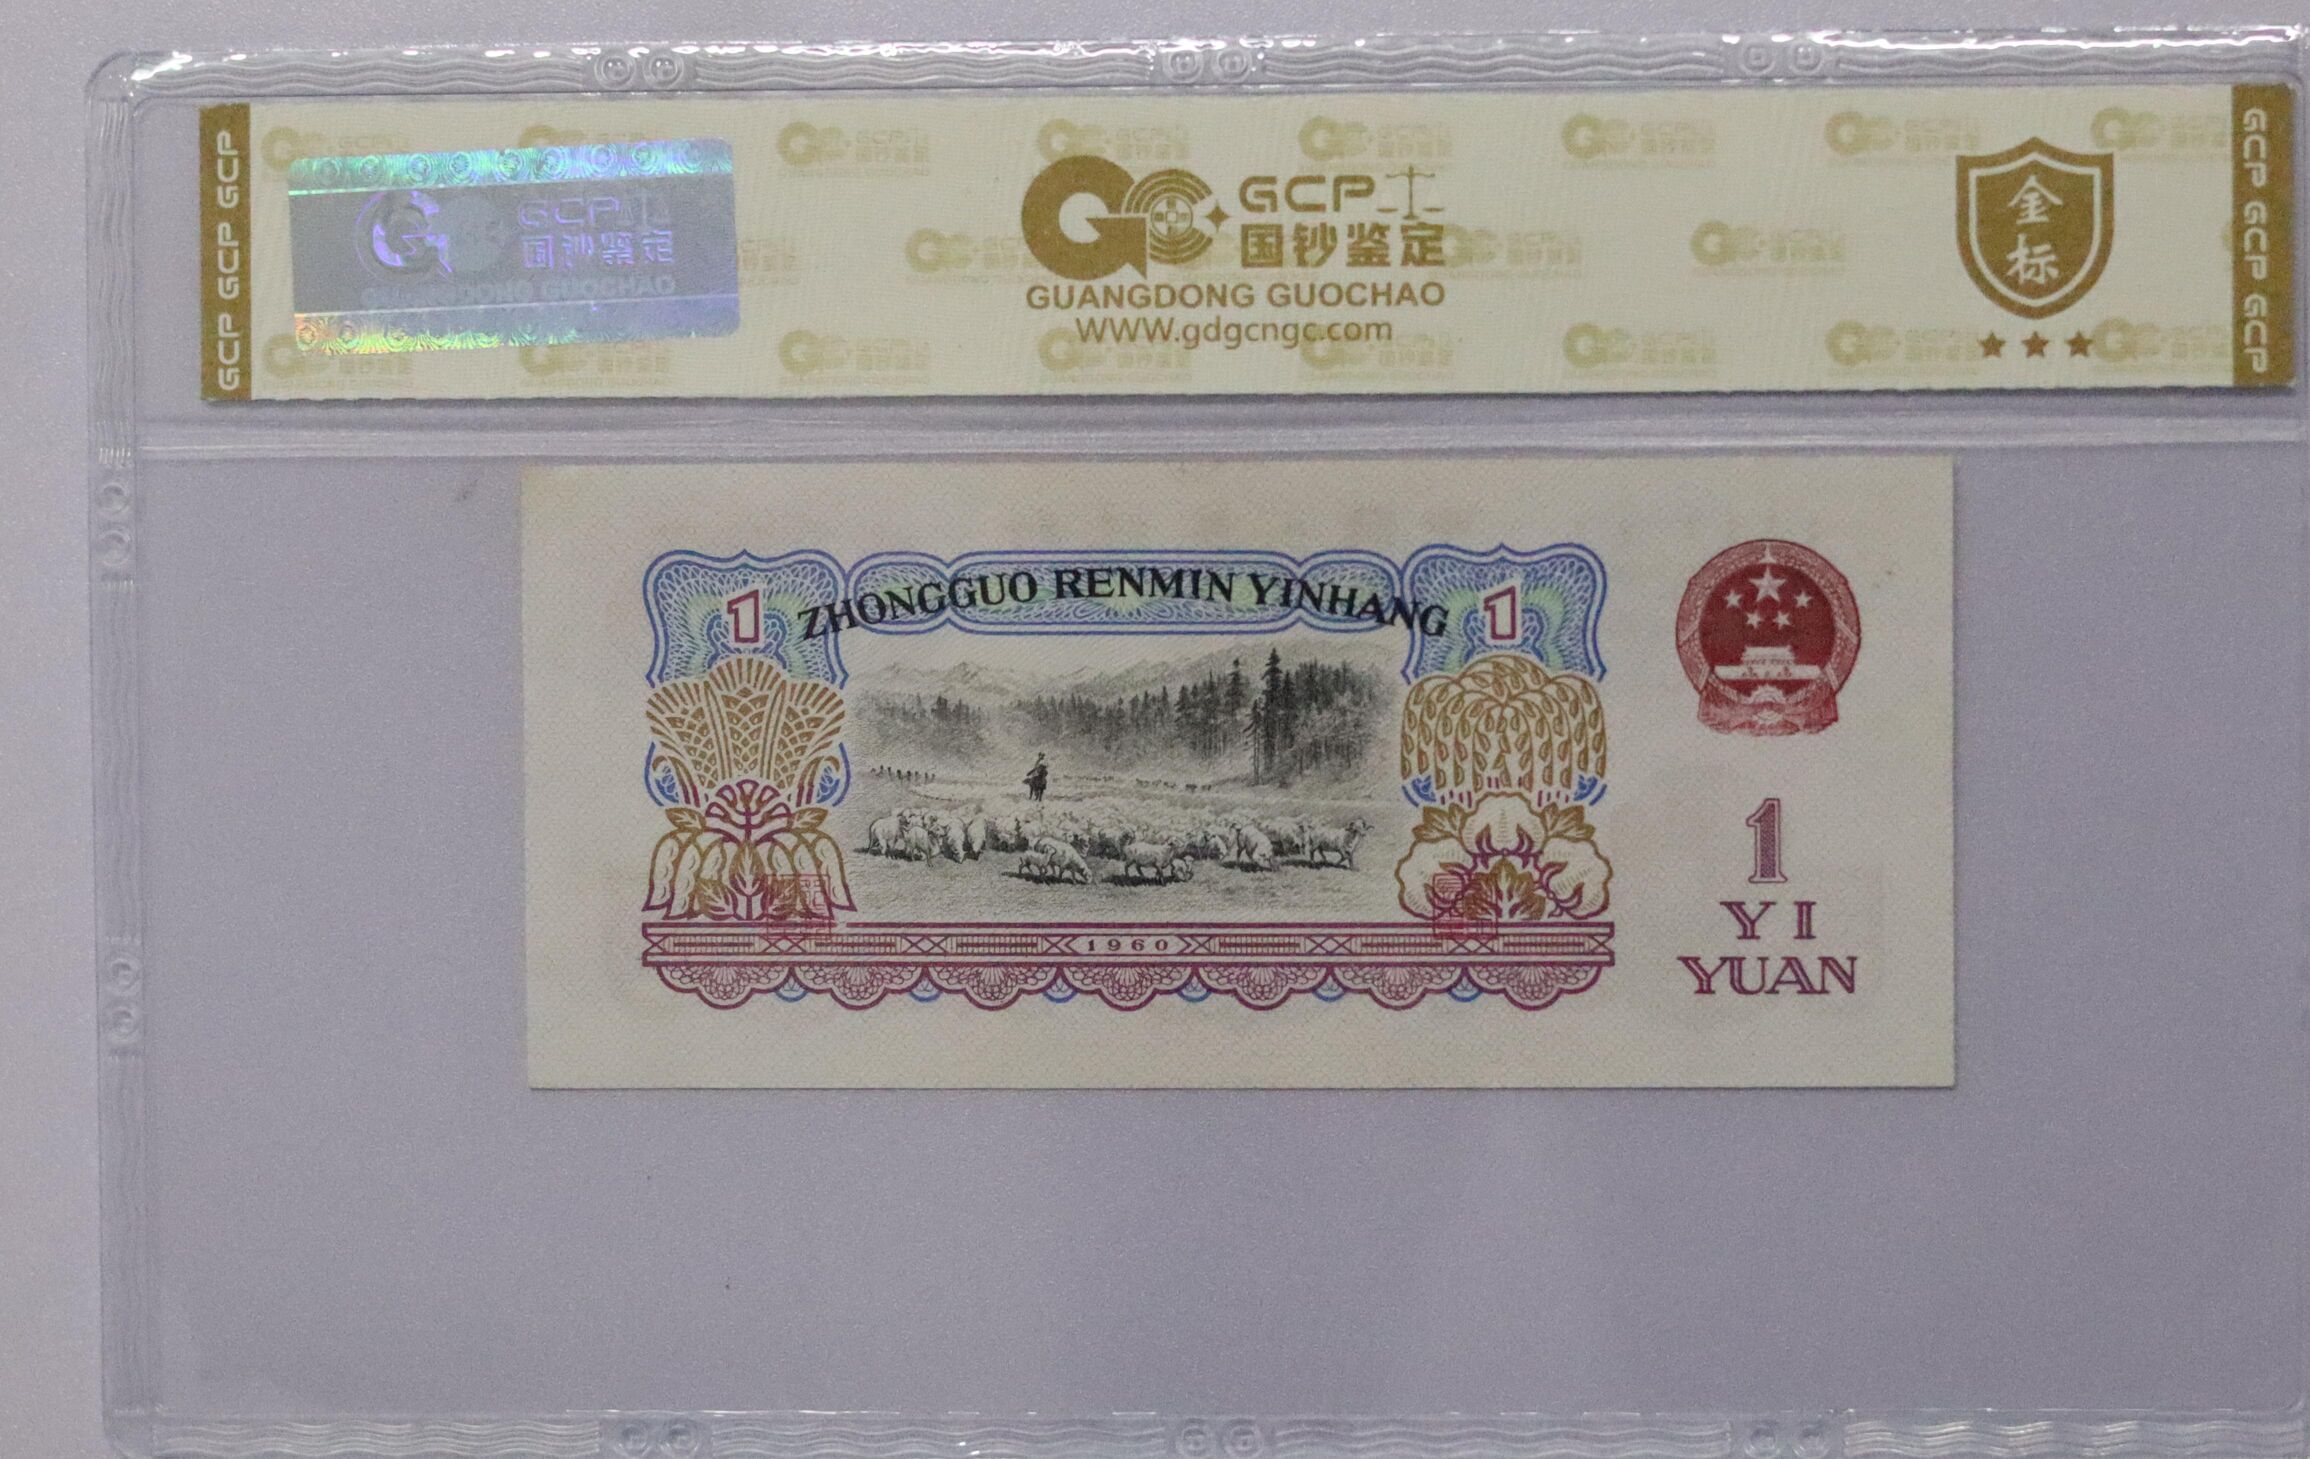 GCP GCP GCP
GCP
国钞鉴定
GUANGDONG GUOCHAO
GCP
国钞鉴定
GUANGDONG GUOCHAO
WWW.gdgcngc.com
金
标
GCP GCP GCP
ZHONGGUO RENMIN YINHANG
1
1
1960
1
YI
YUAN